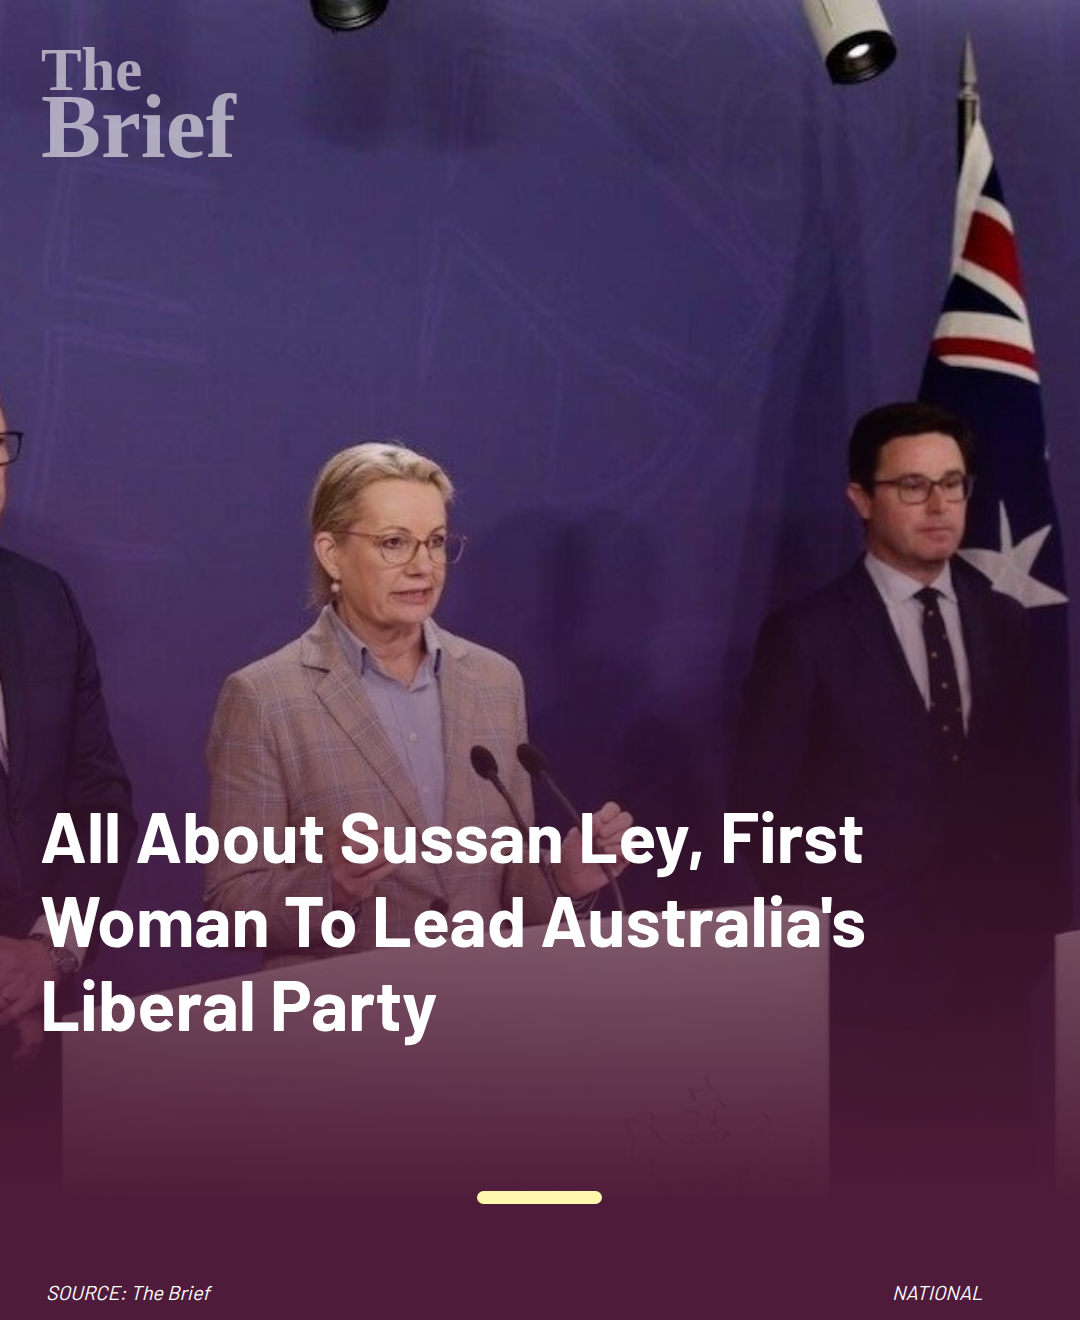 The
Brief
All About Sussan Ley, First
Woman To Lead Australia's
Liberal Party
SOURCE: The Brief
NATIONAL